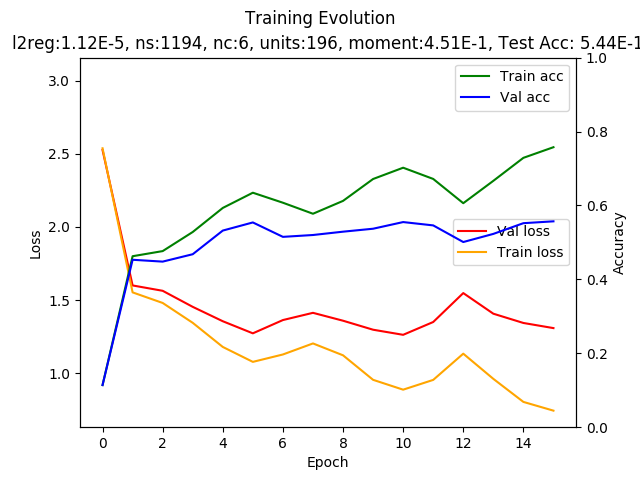 Training Evolution
l2reg:1.12E-5, ns:1194, nc:6, units:196, moment:4.51E-1, Test Acc: 5.44E-1
Train acc
Val acc
Val loss
Train loss
Loss
3.0
2.5
2.0
1.5
1.0
Accuracy
1.0
0.8
0.6
0.4
0.2
0.0
0 2 4 6 8 10 12 14
Epoch